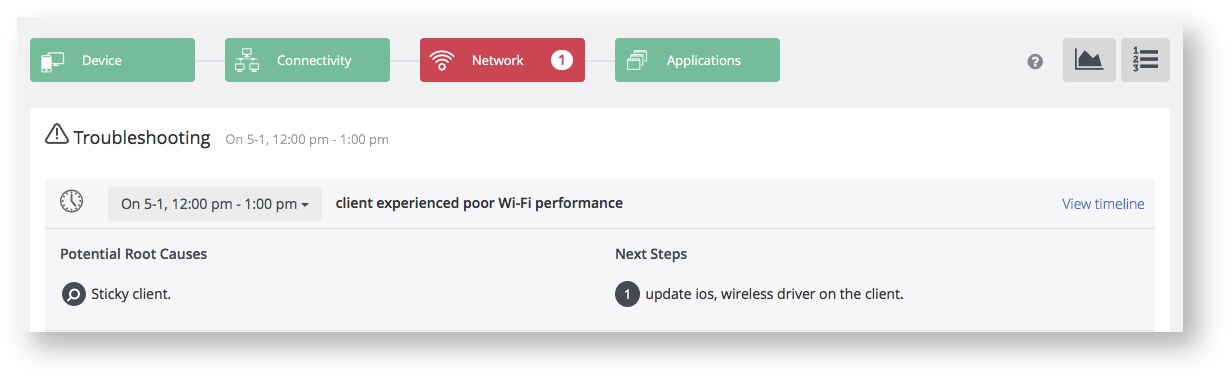 Device Connectivity Network 1 Applications ? 1 2 3
Troubleshooting On 5-1, 12:00 pm - 1:00 pm
On 5-1, 12:00 pm - 1:00 pm client experienced poor Wi-Fi performance View timeline
Potential Root Causes Next Steps
Sticky client. 1 update ios, wireless driver on the client.